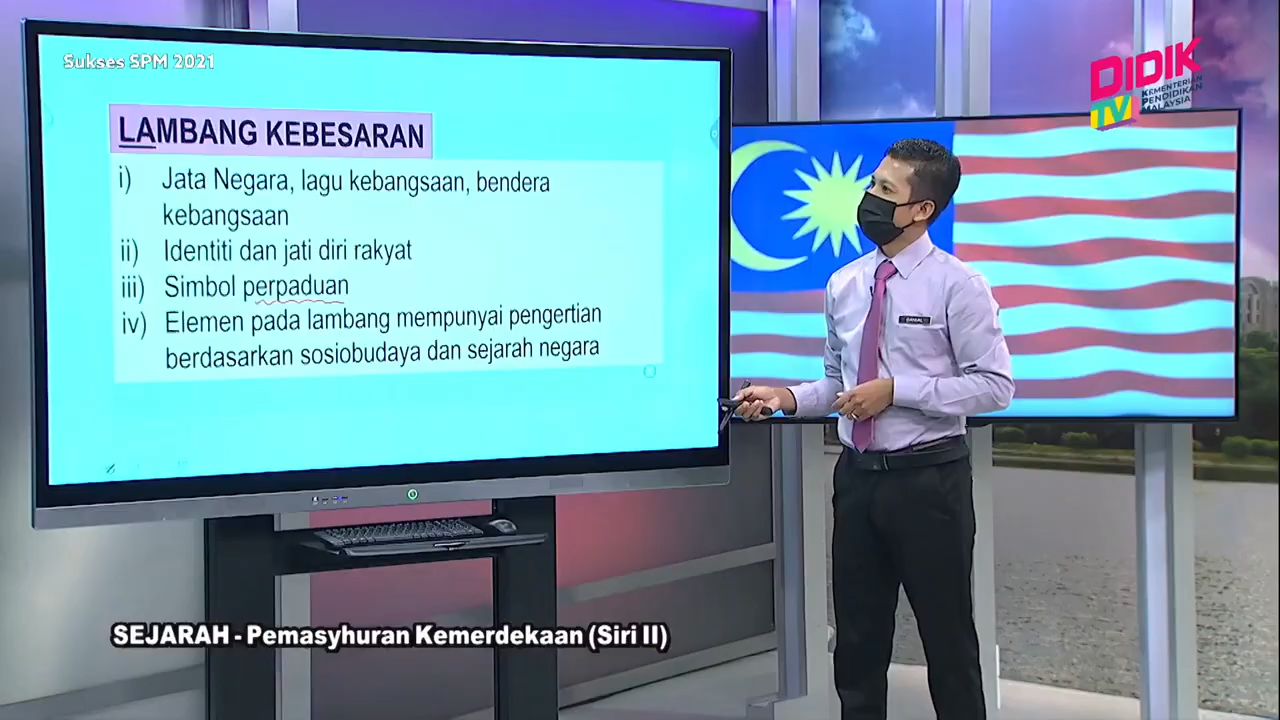 Sukses SPM 2021
LAMBANG KEBESARAN
i) Jata Negara, lagu kebangsaan, bendera
kebangsaan
ii) Identiti dan jati diri rakyat
iii) Simbol perpaduan
iv) Elemen pada lambang mempunyai pengertian
berdasarkan sosiobudaya dan sejarah negara
DIDIK
TV
KEMENTERIAN
PENDIDIKAN
MALAYSIA
SEJARAH - Pemasyhuran Kemerdekaan (Siri II)